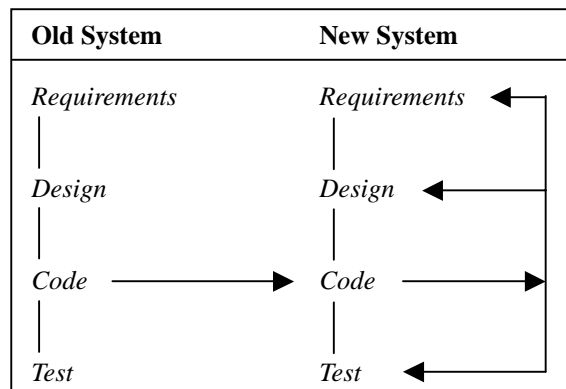 Old System New System
Requirements Requirements
Design Design
Code Code
Test Test